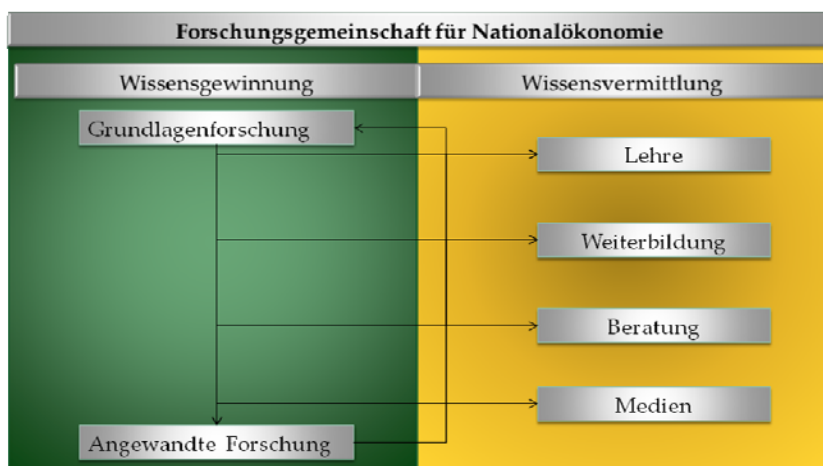 Forschungsgemeinschaft für Nationalökonomie
Wissensgewinnung
Wissensvermittlung
Grundlagenforschung
Lehre
Weiterbildung
Beratung
Medien
Angewandte Forschung